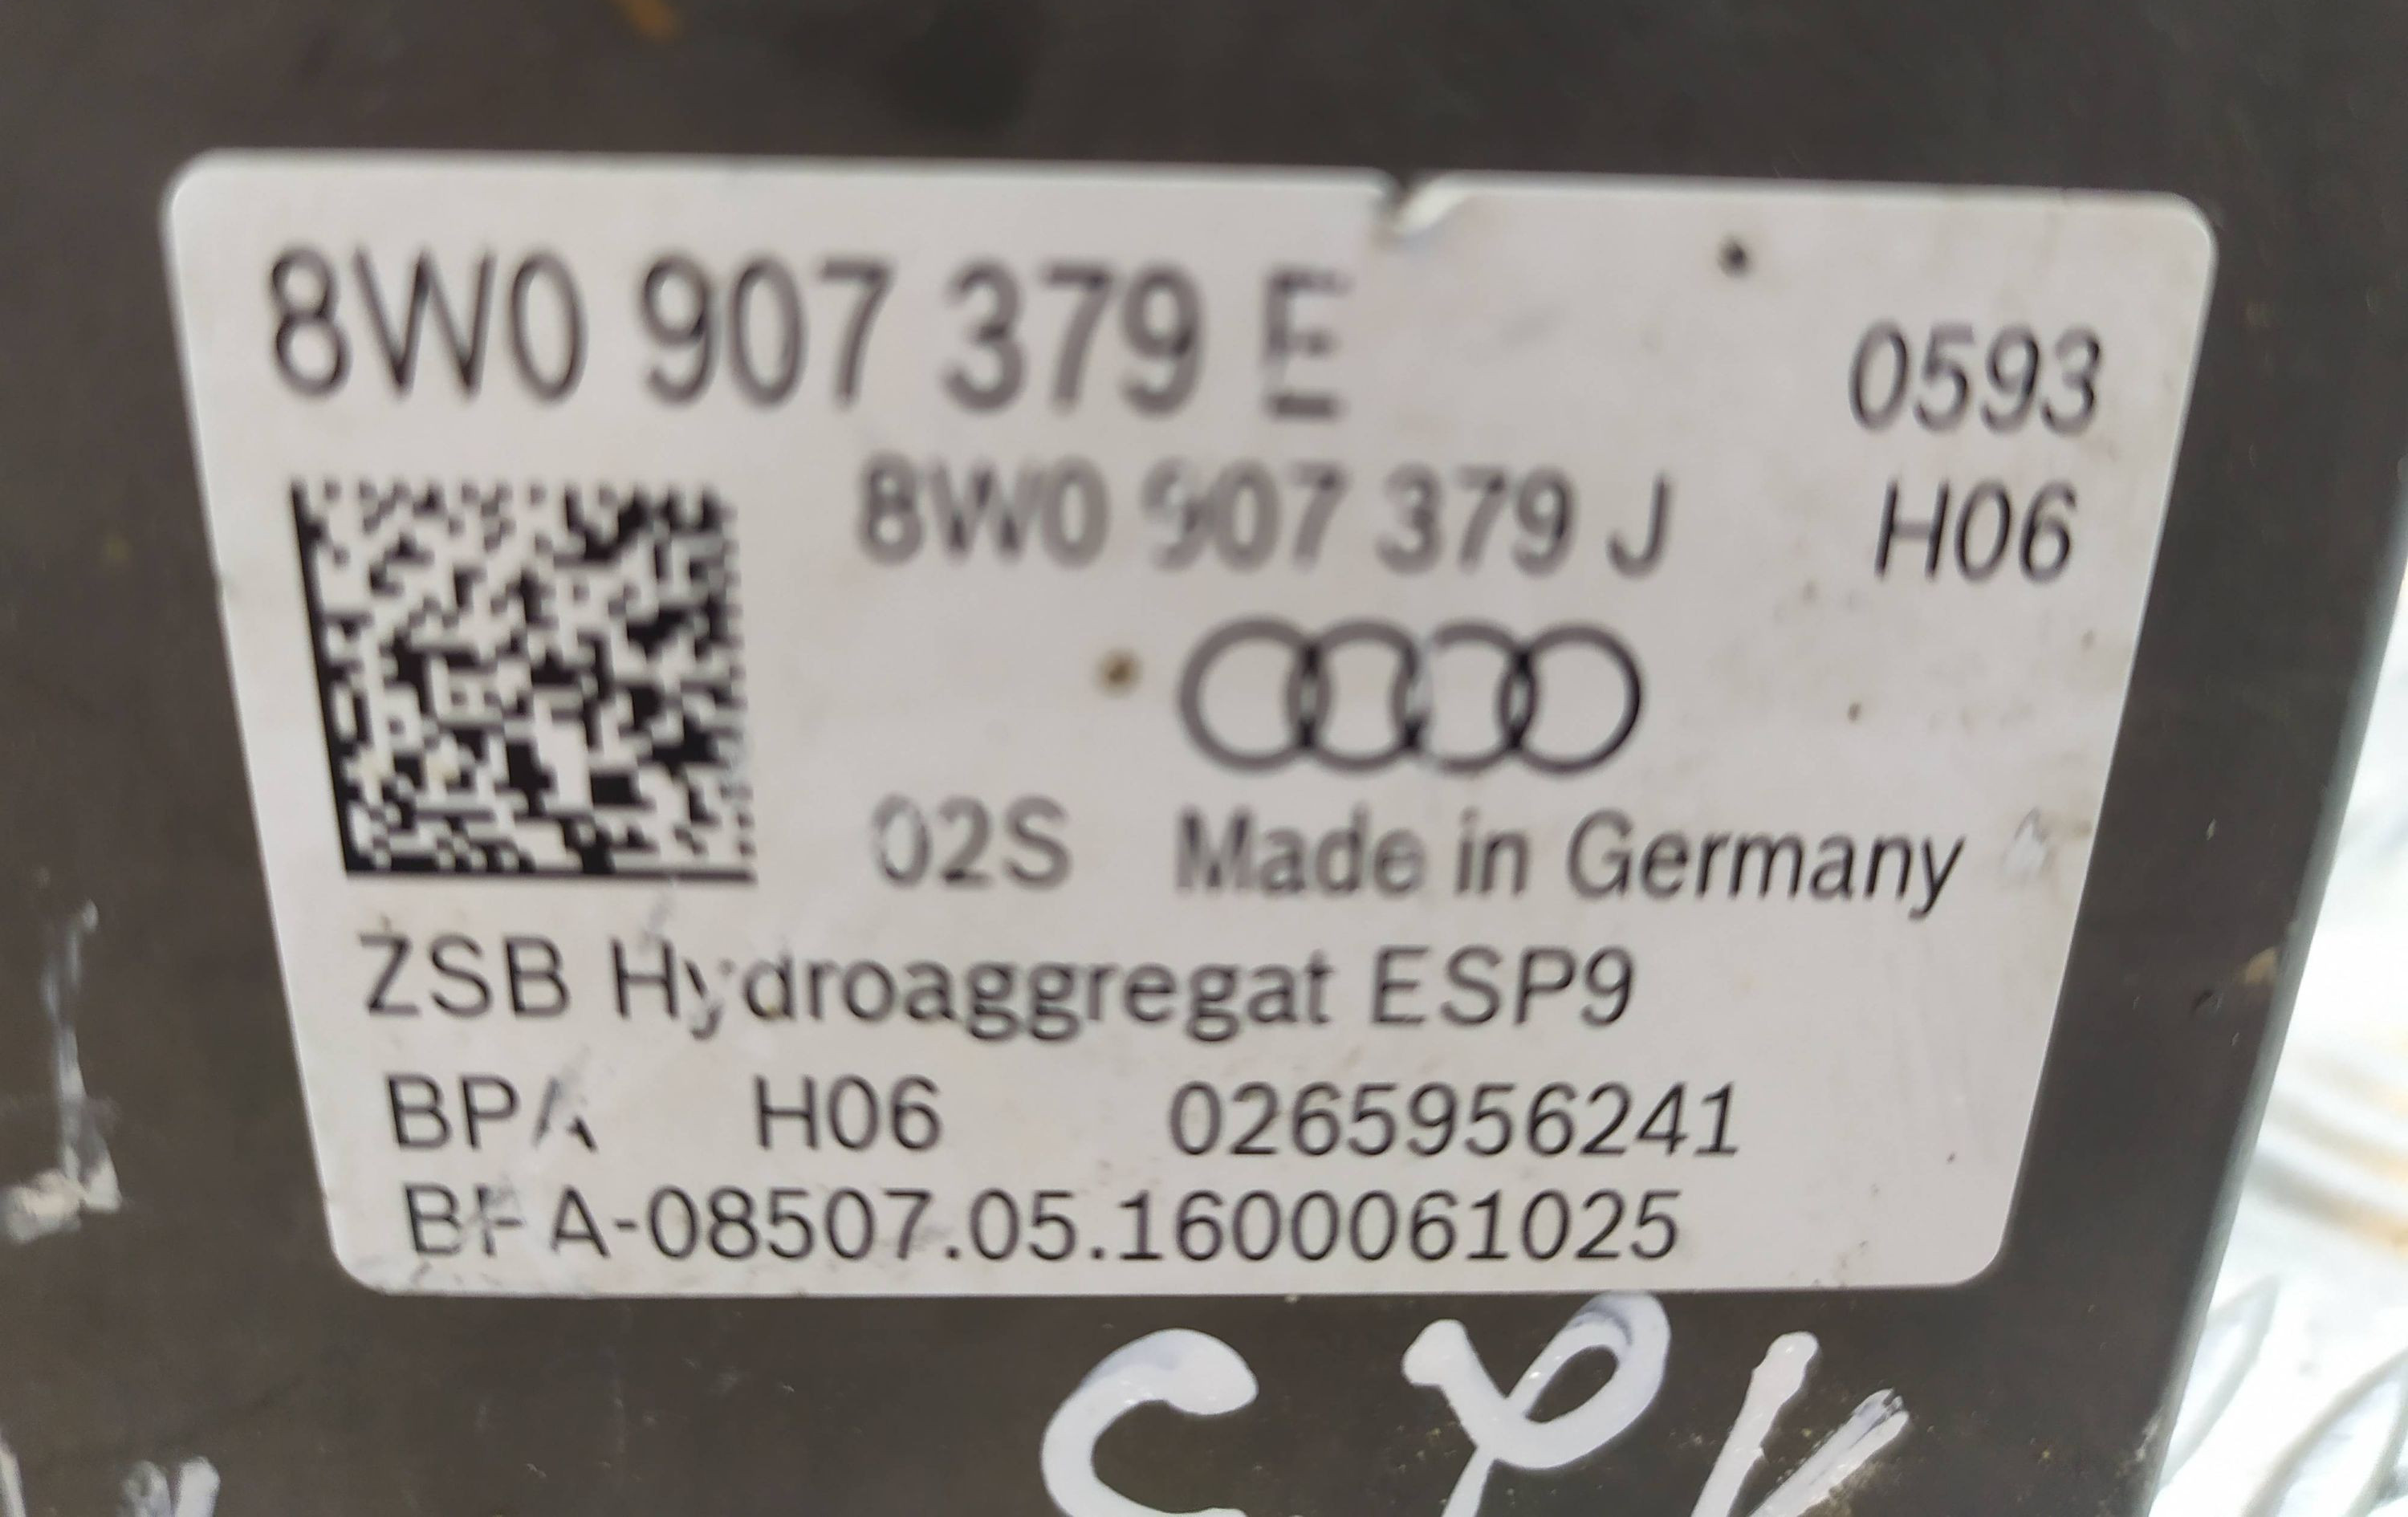 8W0 907 379 E
0593
8W0 907 379 J
H06
02S Made in Germany
ZSB Hydroaggregat ESP9
BPA H06 0265956241
BFA-08507.05.1600061025